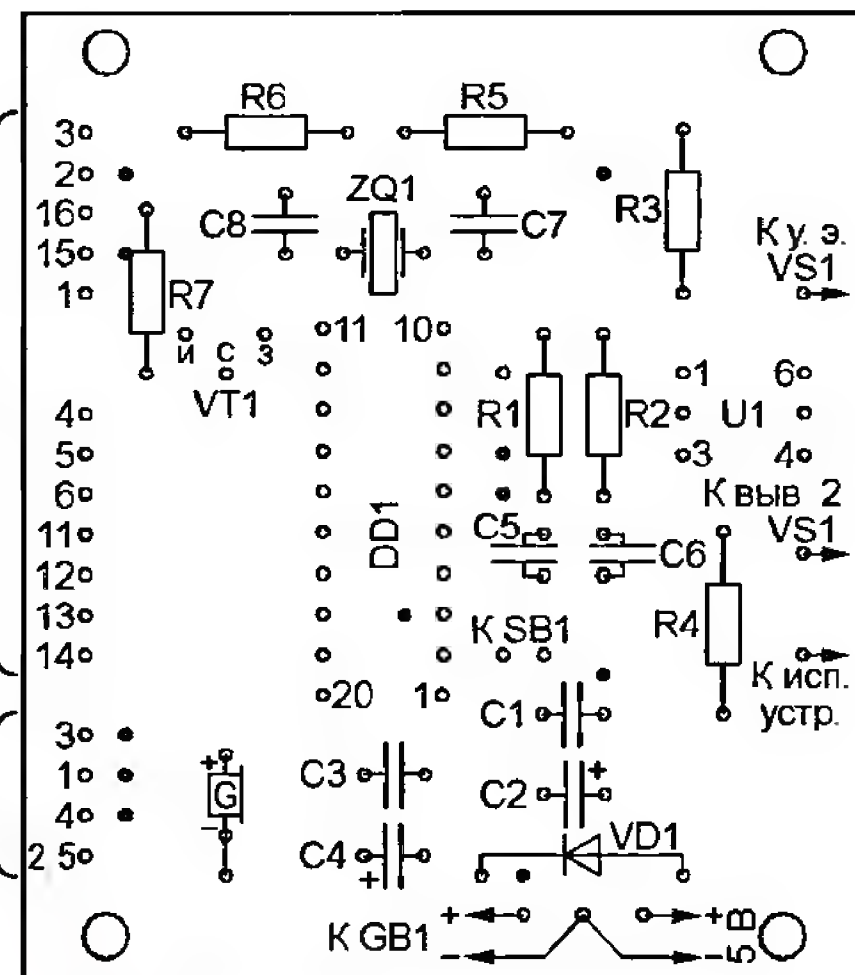 R6 R5
3
2
ZQ1
16 C8 C7 R3
15 К у. э.
VS1
1 R7
и с з 11 10
VT1 1 6
4 R1 R2 U1
5 3 4
6 К выв 2
VS1
11 DD1 C5 C6
12
13 К SB1 R4
14 К исп.
устр.
20 1 C1
3
1 + G C3 C2 +
4 –
2 5 C4 + VD1
К GB1 + – + – 5 В